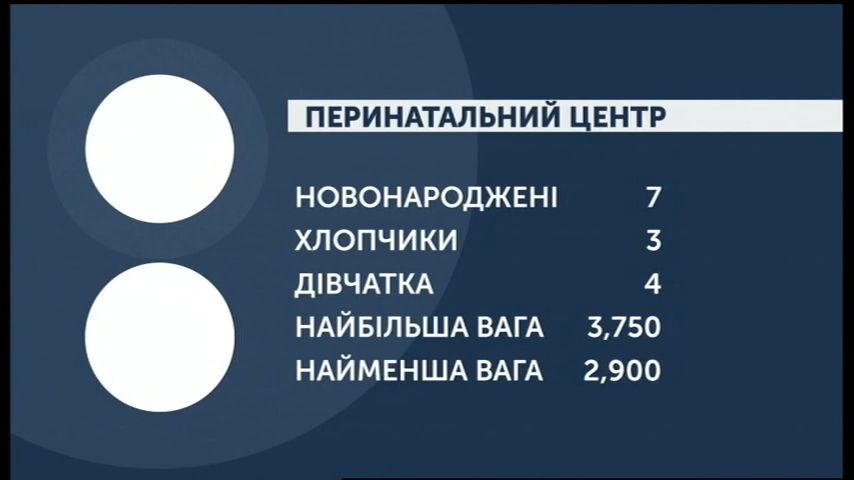 ПЕРИНАТАЛЬНИЙ ЦЕНТР
НОВОНАРОДЖЕНІ 7
ХЛОПЧИКИ 3
ДІВЧАТКА 4
НАЙБІЛЬША ВАГА 3,750
НАЙМЕНША ВАГА 2,900